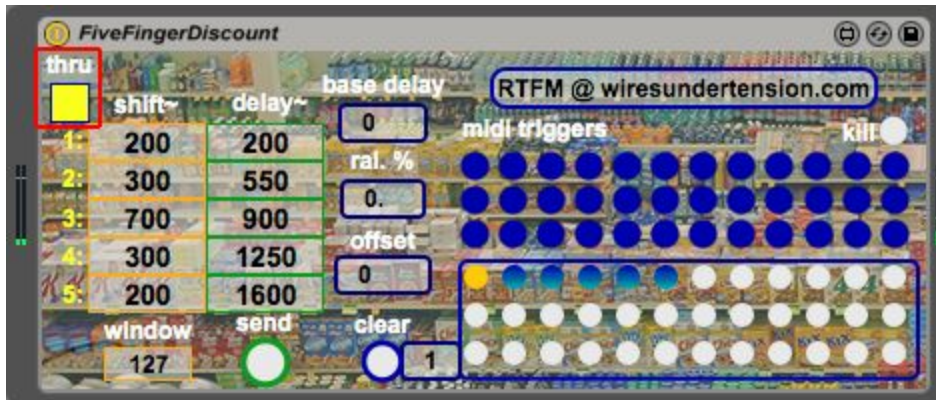 FiveFingerDiscount
thru
shift~ delay~ base delay
RTFM @ wiresundertension.com
0
midi triggers kill
1: 200 200
ral. %
2: 300 550
0.
3: 700 900
offset
4: 300 1250
0
5: 200 1600
window send clear
127 1